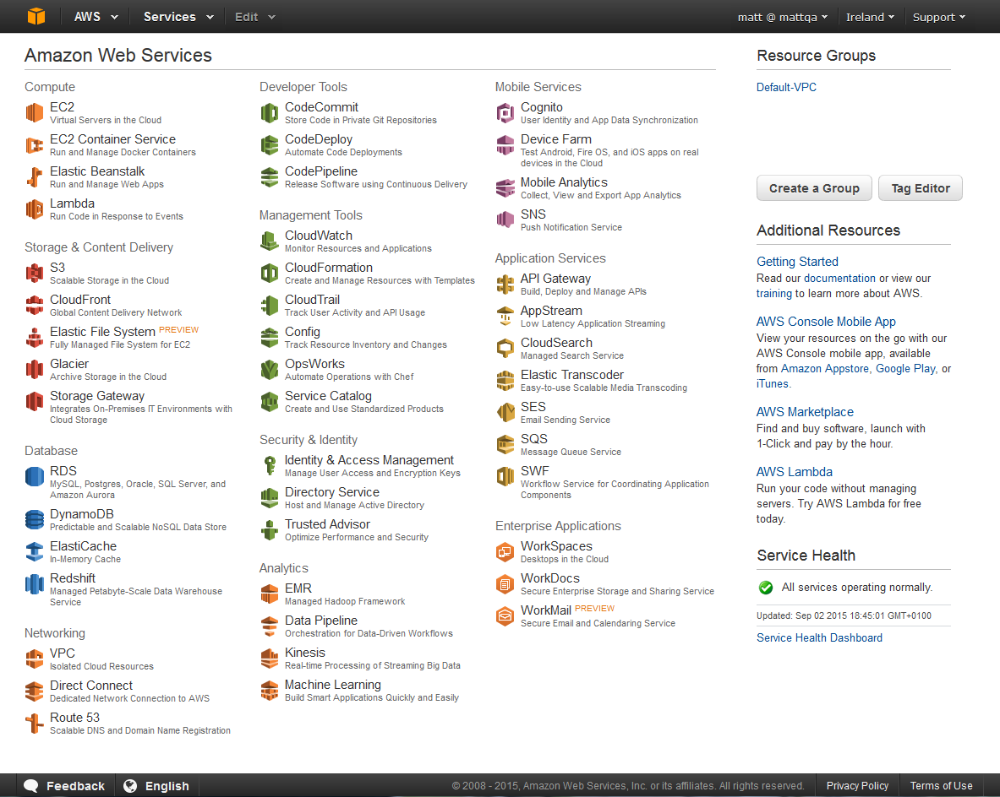 AWS Services Edit matt @ mattqa Ireland Support
Amazon Web Services
Compute
EC2
Virtual Servers in the Cloud
EC2 Container Service
Run and Manage Docker Containers
Elastic Beanstalk
Run and Manage Web Apps
Lambda
Run Code in Response to Events
Storage & Content Delivery
S3
Scalable Storage in the Cloud
CloudFront
Global Content Delivery Network
Elastic File System PREVIEW
Fully Managed File System for EC2
Glacier
Archive Storage in the Cloud
Storage Gateway
Integrates On-Premises IT Environments with
Cloud Storage
Database
RDS
MySQL, Postgres, Oracle, SQL Server, and
Amazon Aurora
DynamoDB
Predictable and Scalable NoSQL Data Store
ElastiCache
In-Memory Cache
Redshift
Managed Petabyte-Scale Data Warehouse
Service
Networking
VPC
Isolated Cloud Resources
Direct Connect
Dedicated Network Connection to AWS
Route 53
Scalable DNS and Domain Name Registration
Developer Tools
CodeCommit
Store Code in Private Git Repositories
CodeDeploy
Automate Code Deployments
CodePipeline
Release Software using Continuous Delivery
Management Tools
CloudWatch
Monitor Resources and Applications
CloudFormation
Create and Manage Resources with Templates
CloudTrail
Track User Activity and API Usage
Config
Track Resource Inventory and Changes
OpsWorks
Automate Operations with Chef
Service Catalog
Create and Use Standardized Products
Security & Identity
Identity & Access Management
Manage User Access and Encryption Keys
Directory Service
Host and Manage Active Directory
Trusted Advisor
Optimize Performance and Security
Analytics
EMR
Managed Hadoop Framework
Data Pipeline
Orchestration for Data-Driven Workflows
Kinesis
Real-time Processing of Streaming Big Data
Machine Learning
Build Smart Applications Quickly and Easily
Mobile Services
Cognito
User Identity and App Data Synchronization
Device Farm
Test Android, Fire OS, and iOS apps on real
devices in the Cloud
Mobile Analytics
Collect, View and Export App Analytics
SNS
Push Notification Service
Application Services
API Gateway
Build, Deploy and Manage APIs
AppStream
Low Latency Application Streaming
CloudSearch
Managed Search Service
Elastic Transcoder
Easy-to-use Scalable Media Transcoding
SES
Email Sending Service
SQS
Message Queue Service
SWF
Workflow Service for Coordinating Application
Components
Enterprise Applications
WorkSpaces
Desktops in the Cloud
WorkDocs
Secure Enterprise Storage and Sharing Service
WorkMail PREVIEW
Secure Email and Calendaring Service
Resource Groups
Default-VPC
Create a Group Tag Editor
Additional Resources
Getting Started
Read our documentation or view our
training to learn more about AWS.
AWS Console Mobile App
View your resources on the go with our
AWS Console mobile app, available
from Amazon Appstore, Google Play, or
iTunes.
AWS Marketplace
Find and buy software, launch with
1-Click and pay by the hour.
AWS Lambda
Run your code without managing
servers. Try AWS Lambda for free
today.
Service Health
All services operating normally.
Updated: Sep 02 2015 18:45:01 GMT+0100
Service Health Dashboard
Feedback English © 2008 - 2015, Amazon Web Services, Inc. or its affiliates. All rights reserved. Privacy Policy Terms of Use